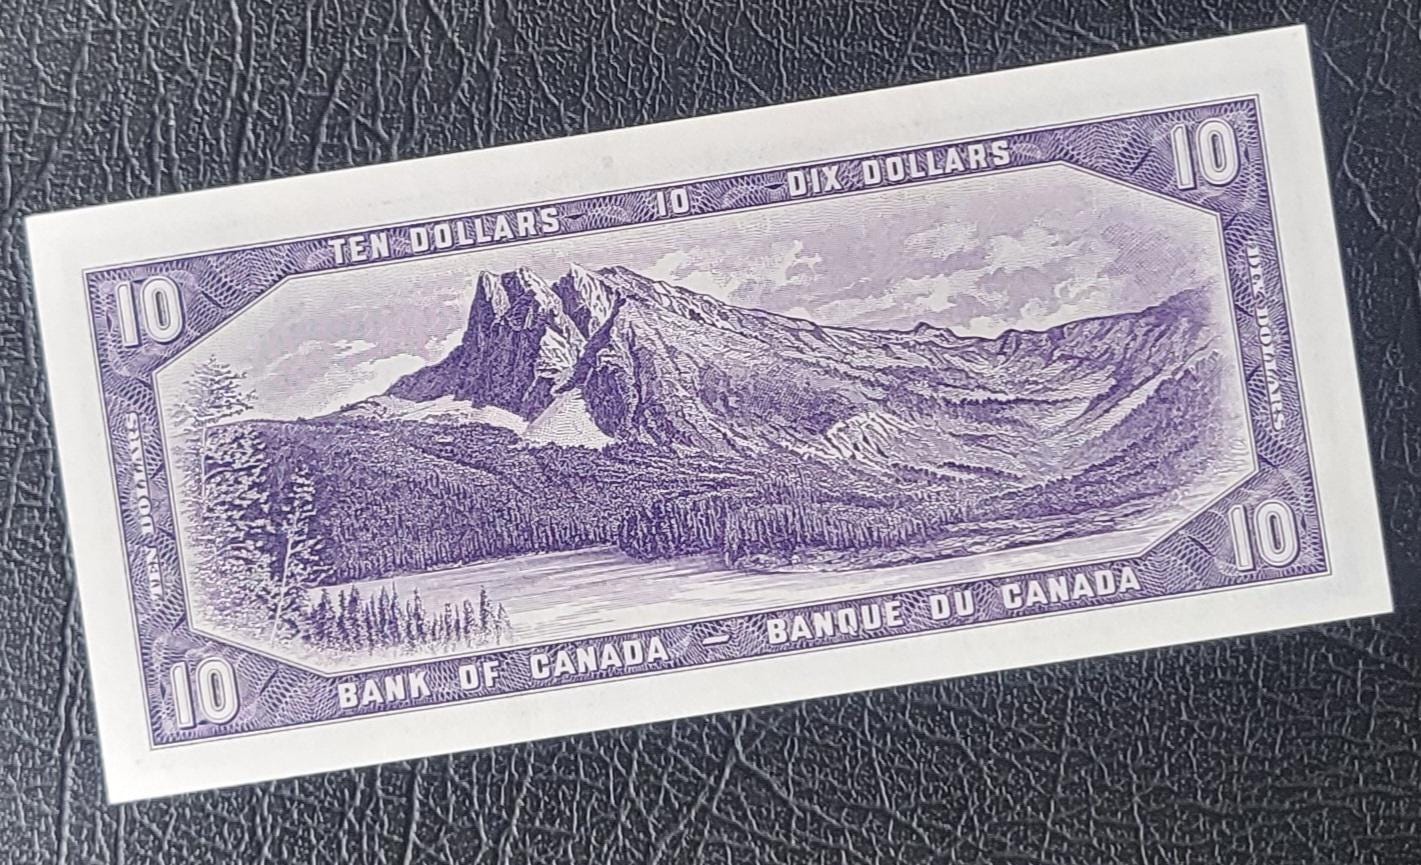 TEN DOLLARS 10 DIX DOLLARS
10
10
TEN DOLLARS
DIX DOLLARS
10
10
BANK OF CANADA — BANQUE DU CANADA